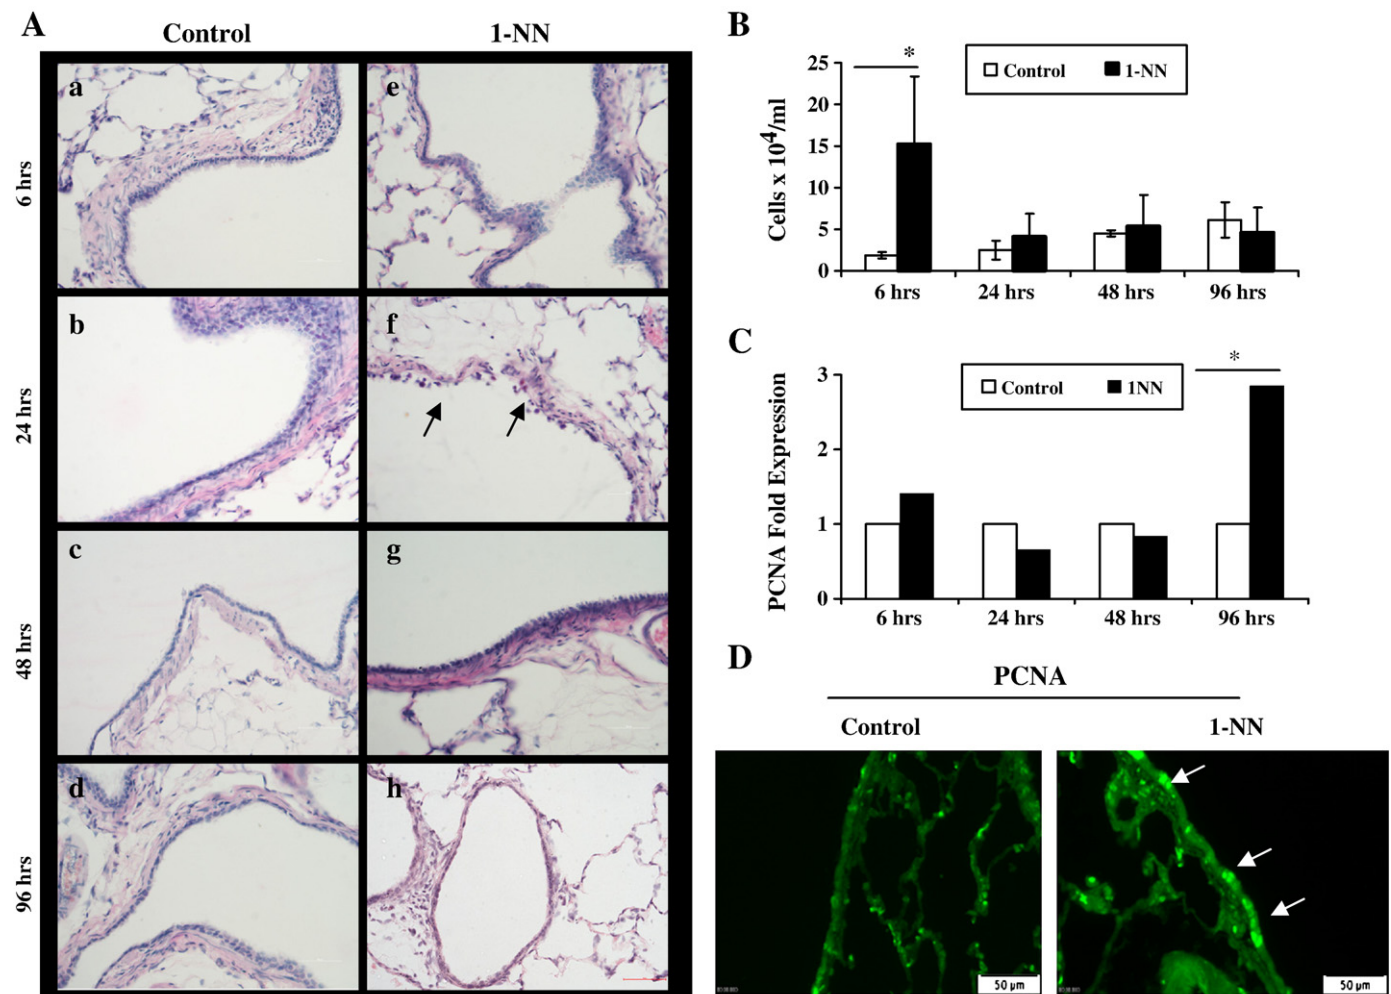 A
Control
1-NN
6 hrs
24 hrs
48 hrs
96 hrs
a
e
b
f
c
g
d
h
B
*
Control
1-NN
Cells x 10⁴/ml
25
20
15
10
5
0
6 hrs
24 hrs
48 hrs
96 hrs
C
*
Control
1NN
PCNA Fold Expression
3
2
1
0
6 hrs
24 hrs
48 hrs
96 hrs
D
PCNA
Control
1-NN
50 µm
50 µm